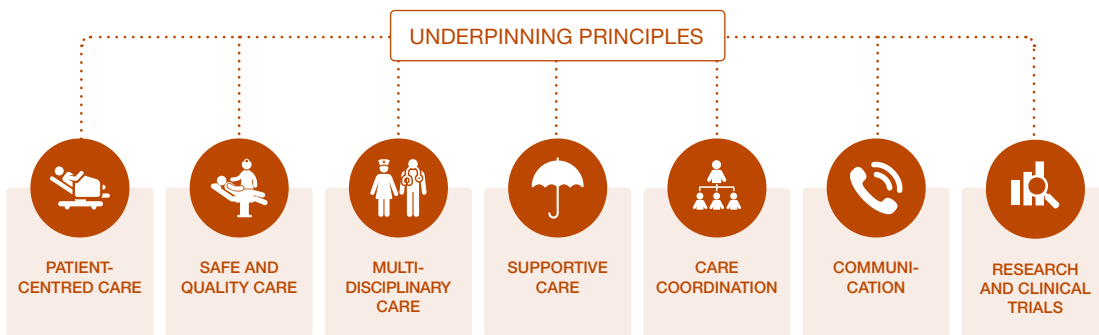 UNDERPINNING PRINCIPLES
PATIENT-
CENTRED CARE
SAFE AND
QUALITY CARE
MULTI-
DISCIPLINARY
CARE
SUPPORTIVE
CARE
CARE
COORDINATION
COMMUNI-
CATION
RESEARCH
AND CLINICAL
TRIALS